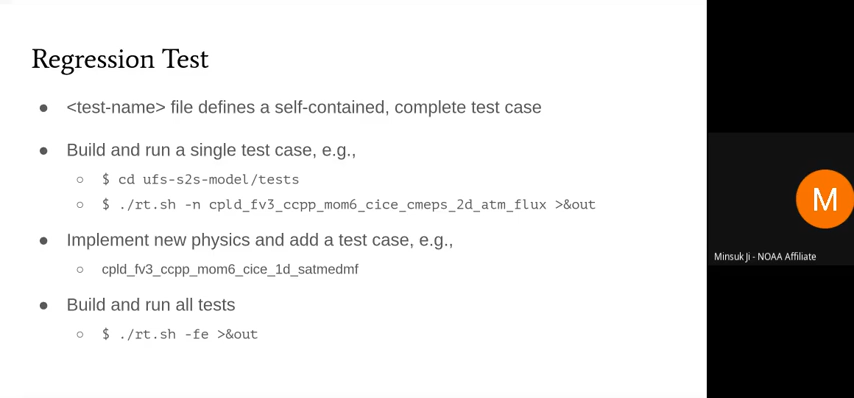 Regression Test
● <test-name> file defines a self-contained, complete test case
● Build and run a single test case, e.g.,
○ $ cd ufs-s2s-model/tests
○ $ ./rt.sh -n cpld_fv3_ccpp_mom6_cice_cmeps_2d_atm_flux >&out
● Implement new physics and add a test case, e.g.,
○ cpld_fv3_ccpp_mom6_cice_1d_satmedmf
● Build and run all tests
○ $ ./rt.sh -fe >&out
M
Minsuk Ji - NOAA Affiliate